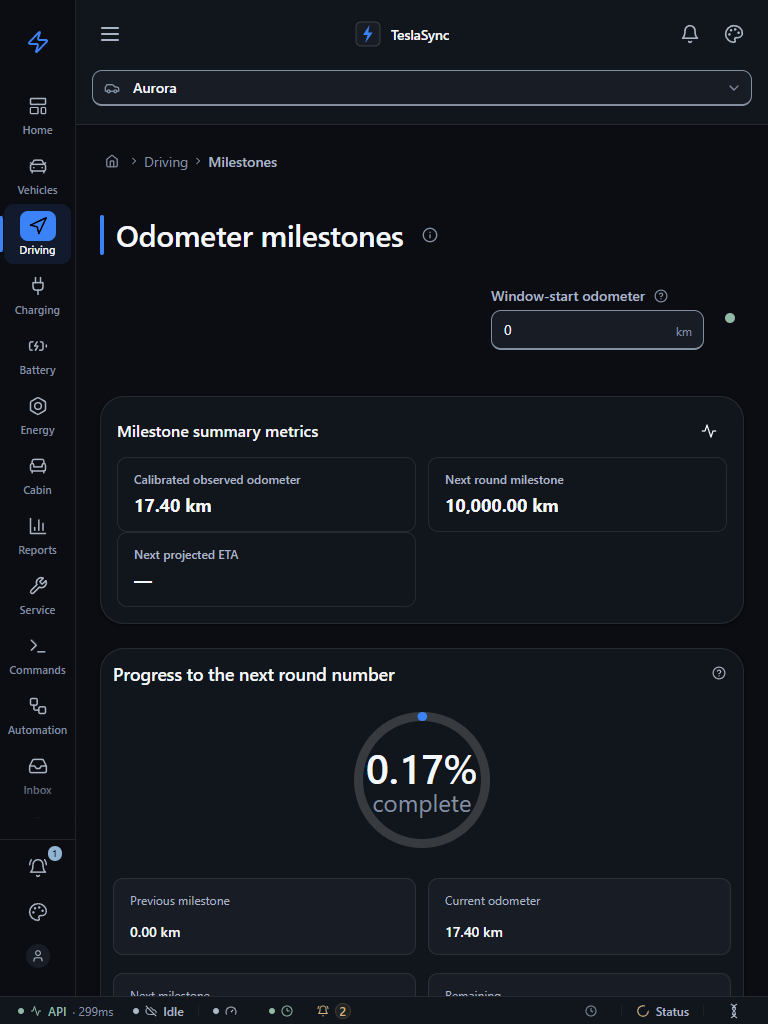 TeslaSync
Aurora
Home
Vehicles
Driving
Charging
Battery
Energy
Cabin
Reports
Service
Commands
Automation
Inbox
1
Driving
Milestones
Odometer milestones
Window-start odometer
0 km
Milestone summary metrics
Calibrated observed odometer
17.40 km
Next round milestone
10,000.00 km
Next projected ETA
—
Progress to the next round number
0.17%
complete
Previous milestone
0.00 km
Current odometer
17.40 km
Next milestone
Remaining
API · 299ms
Idle
2
Status